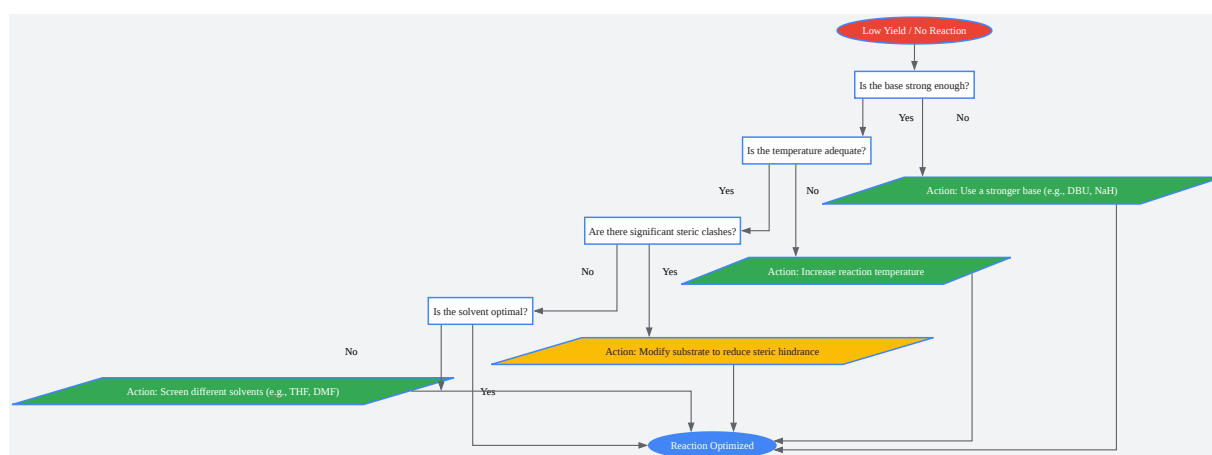 Low Yield / No Reaction
Is the base strong enough?
Yes
No
Is the temperature adequate?
Yes
No
Action: Use a stronger base (e.g., DBU, NaH)
Are there significant steric clashes?
No
Yes
Action: Increase reaction temperature
Is the solvent optimal?
No
Action: Modify substrate to reduce steric hindrance
Action: Screen different solvents (e.g., THF, DMF)
Yes
Reaction Optimized